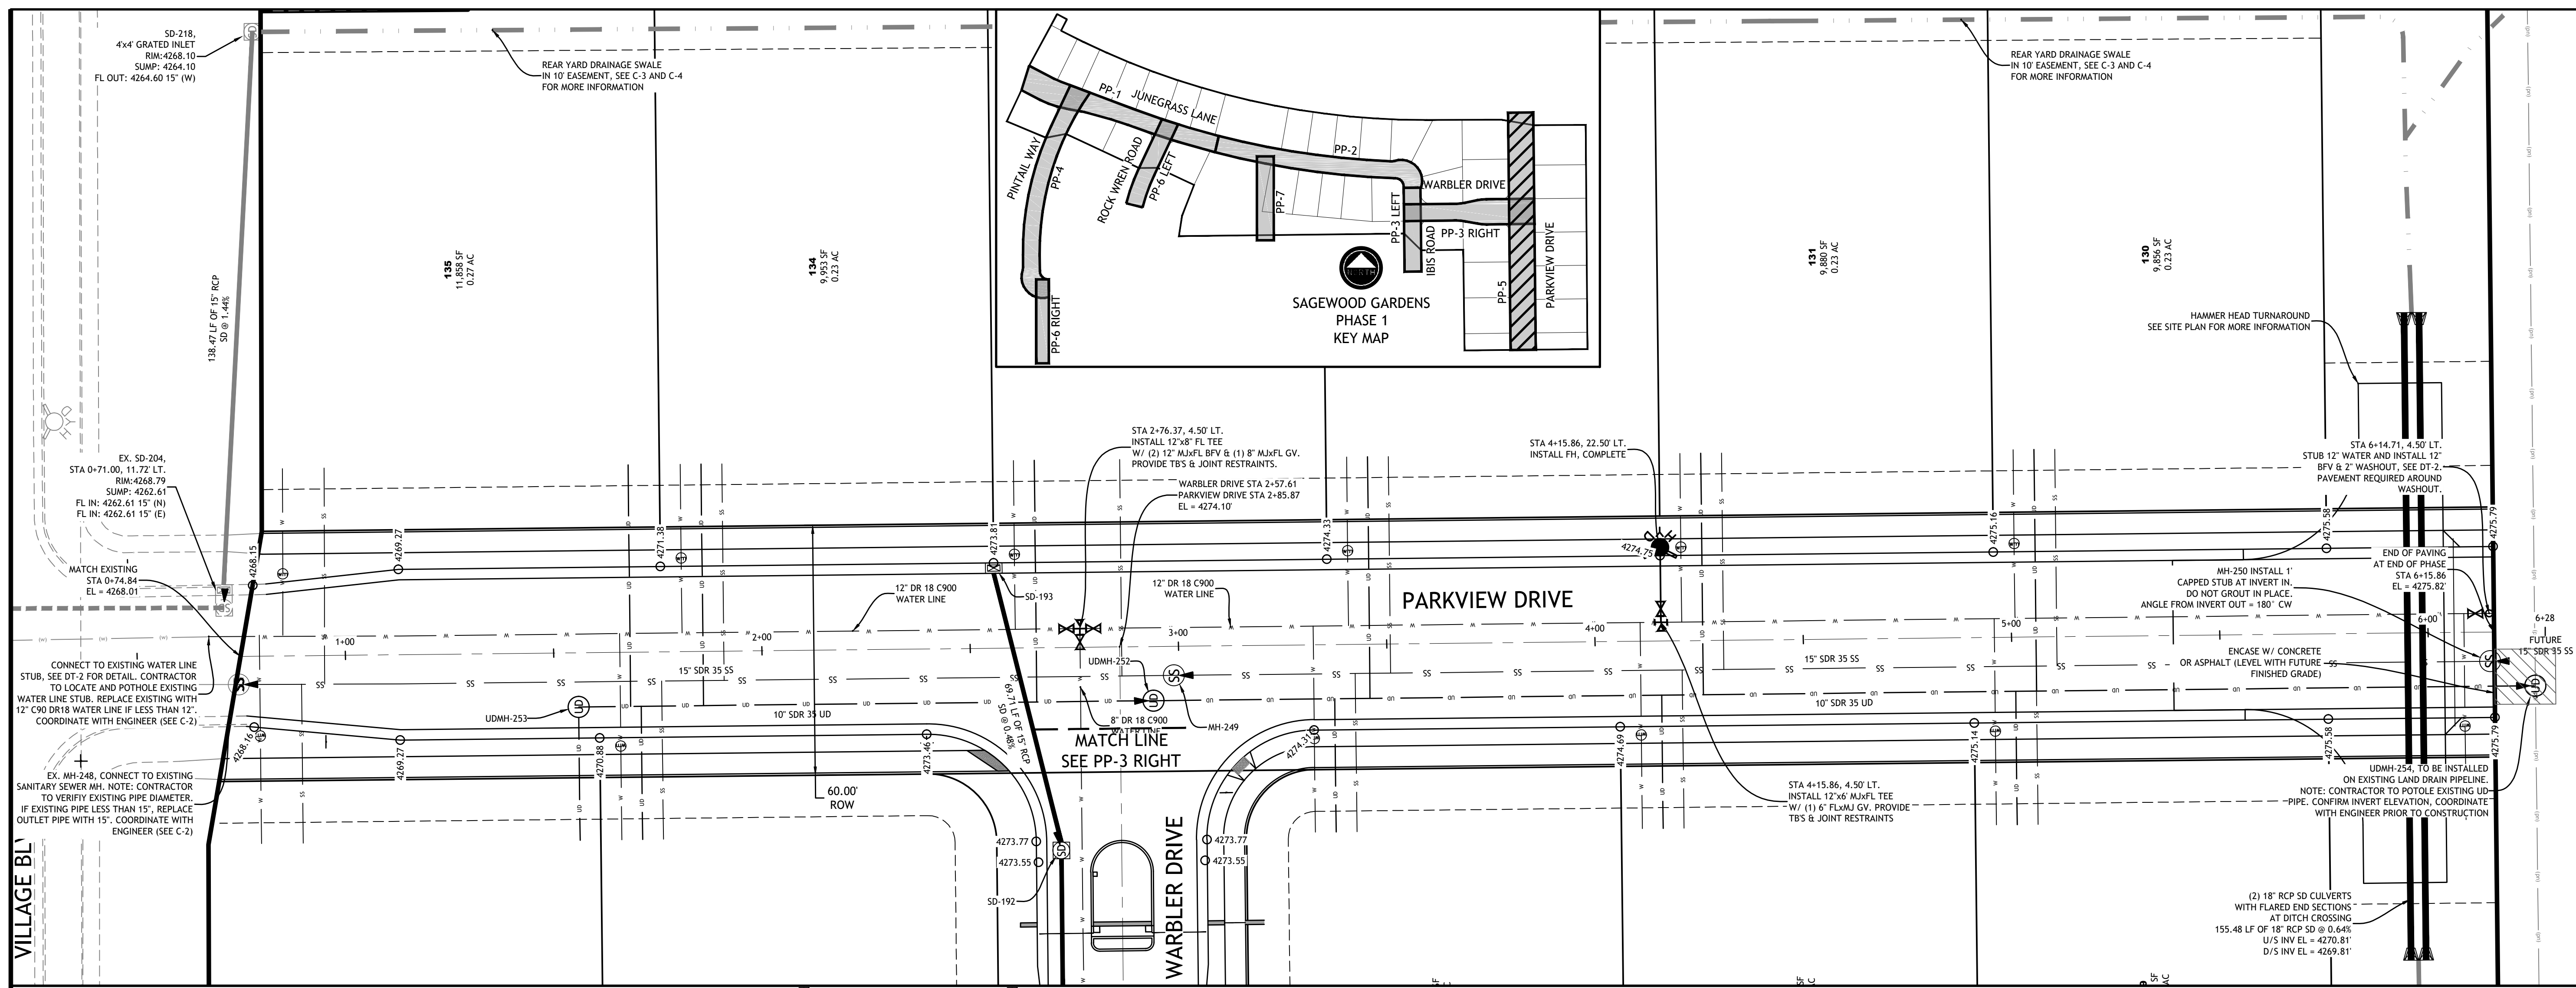 SD-218,
4'x4' GRATED INLET
RIM:4268.10
SUMP: 4264.10
FL OUT: 4264.60 15" (W)
REAR YARD DRAINAGE SWALE
IN 10' EASEMENT, SEE C-3 AND C-4
FOR MORE INFORMATION
138.47 LF OF 15" RCP
SD @ 1.44%
135
11,858 SF
0.27 AC
134
9,953 SF
0.23 AC
PP-1
JUNEGRASS LANE
PINTAIL WAY
PP-4
ROCK WREN ROAD
PP-6 LEFT
PP-2
PP-7
WARBLER DRIVE
PP-3 LEFT
IBIS ROAD
PP-3 RIGHT
PP-5
PARKVIEW DRIVE
PP-6 RIGHT
NORTH
SAGEWOOD GARDENS
PHASE 1
KEY MAP
REAR YARD DRAINAGE SWALE
IN 10' EASEMENT, SEE C-3 AND C-4
FOR MORE INFORMATION
131
9,880 SF
0.23 AC
130
9,856 SF
0.23 AC
HAMMER HEAD TURNAROUND
SEE SITE PLAN FOR MORE INFORMATION
EX. SD-204,
STA 0+71.00, 11.72' LT.
RIM:4268.79
SUMP: 4262.61
FL IN: 4262.61 15" (N)
FL IN: 4262.61 15" (E)
MATCH EXISTING
STA 0+74.84
EL = 4268.01
CONNECT TO EXISTING WATER LINE
STUB, SEE DT-2 FOR DETAIL. CONTRACTOR
TO LOCATE AND POTHOLE EXISTING
WATER LINE STUB. REPLACE EXISTING WITH
12" C90 DR18 WATER LINE IF LESS THAN 12".
COORDINATE WITH ENGINEER (SEE C-2)
EX. MH-248, CONNECT TO EXISTING
SANITARY SEWER MH. NOTE: CONTRACTOR
TO VERIFIY EXISTING PIPE DIAMETER.
IF EXISTING PIPE LESS THAN 15", REPLACE
OUTLET PIPE WITH 15". COORDINATE WITH
ENGINEER (SEE C-2)
VILLAGE BL
4268.15
4269.27
4271.38
4273.81
4274.33
4274.75
4275.16
4275.58
4275.79
STA 2+76.37, 4.50' LT.
INSTALL 12"x8" FL TEE
W/ (2) 12" MJxFL BFV & (1) 8" MJxFL GV.
PROVIDE TB'S & JOINT RESTRAINTS.
WARBLER DRIVE STA 2+57.61
PARKVIEW DRIVE STA 2+85.87
EL = 4274.10'
STA 4+15.86, 22.50' LT.
INSTALL FH, COMPLETE
STA 6+14.71, 4.50' LT.
STUB 12" WATER AND INSTALL 12"
BFV & 2" WASHOUT, SEE DT-2.
PAVEMENT REQUIRED AROUND
WASHOUT.
END OF PAVING
AT END OF PHASE
STA 6+15.86
EL = 4275.82'
MH-250 INSTALL 1'
CAPPED STUB AT INVERT IN.
DO NOT GROUT IN PLACE.
ANGLE FROM INVERT OUT = 180° CW
ENCASE W/ CONCRETE
OR ASPHALT (LEVEL WITH FUTURE
FINISHED GRADE)
12" DR 18 C900
WATER LINE
SD-193
12" DR 18 C900
WATER LINE
PARKVIEW DRIVE
1+00
2+00
3+00
4+00
5+00
6+00
6+28
FUTURE
15" SDR 35 SS
15" SDR 35 SS
15" SDR 35 SS
UDMH-252
UDMH-253
10" SDR 35 UD
10" SDR 35 UD
69.71 LF OF 15" RCP
SD @ 0.48%
8" DR 18 C900
WATER LINE
MH-249
MATCH LINE
SEE PP-3 RIGHT
60.00'
ROW
4268.16
4269.27
4270.88
4273.46
4274.31
4274.69
4275.14
4275.58
4275.79
4273.77
4273.55
4273.77
4273.55
SD-192
SD
WARBLER DRIVE
STA 4+15.86, 4.50' LT.
INSTALL 12"x6' MJxFL TEE
W/ (1) 6" FLxMJ GV. PROVIDE
TB'S & JOINT RESTRAINTS
UDMH-254, TO BE INSTALLED
ON EXISTING LAND DRAIN PIPELINE.
NOTE: CONTRACTOR TO POTOLE EXISTING UD
PIPE. CONFIRM INVERT ELEVATION, COORDINATE
WITH ENGINEER PRIOR TO CONSTRUCTION
(2) 18" RCP SD CULVERTS
WITH FLARED END SECTIONS
AT DITCH CROSSING
155.48 LF OF 18" RCP SD @ 0.64%
U/S INV EL = 4270.81'
D/S INV EL = 4269.81'